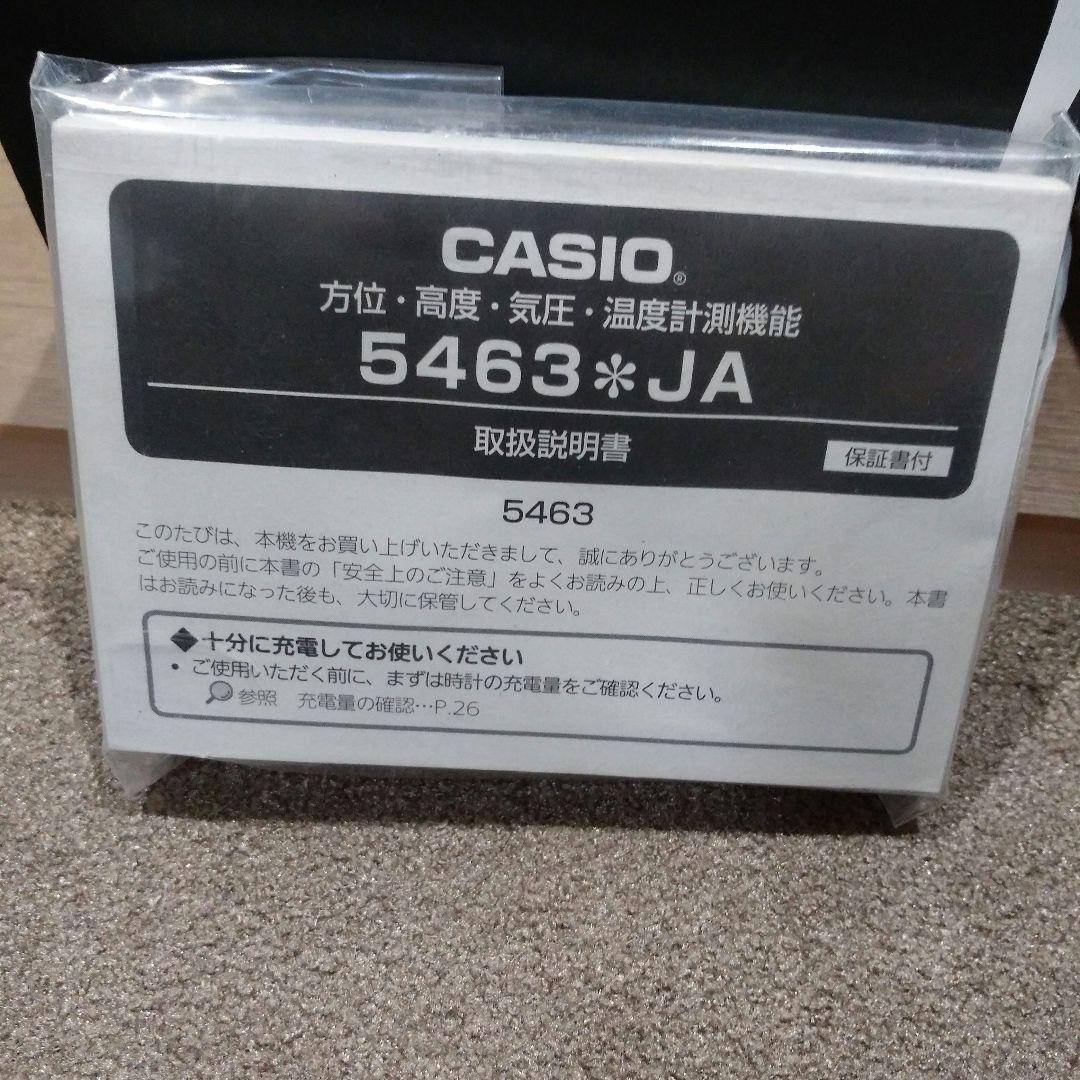 CASIO®
方位・高度・気圧・温度計測機能
5463＊JA
取扱説明書
保証書付
5463
このたびは、本機をお買い上げいただきまして、誠にありがとうございます。
ご使用の前に本書の「安全上のご注意」をよくお読みの上、正しくお使いください。本書
はお読みになった後も、大切に保管してください。
◆十分に充電してお使いください
• ご使用いただく前に、まずは時計の充電量をご確認ください。
参照 充電量の確認…P.26